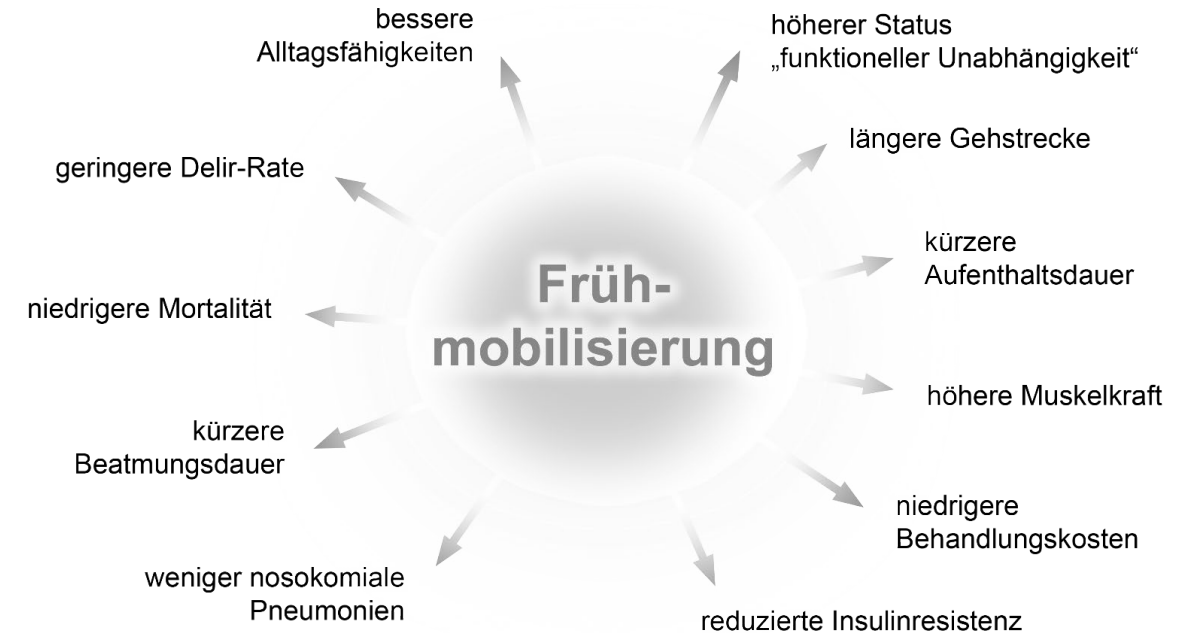 bessere
Alltagsfähigkeiten
höherer Status
„funktioneller Unabhängigkeit“
längere Gehstrecke
geringere Delir-Rate
kürzere
Aufenthaltsdauer
Früh-
mobilisierung
niedrigere Mortalität
höhere Muskelkraft
kürzere
Beatmungsdauer
niedrigere
Behandlungskosten
weniger nosokomiale
Pneumonien
reduzierte Insulinresistenz